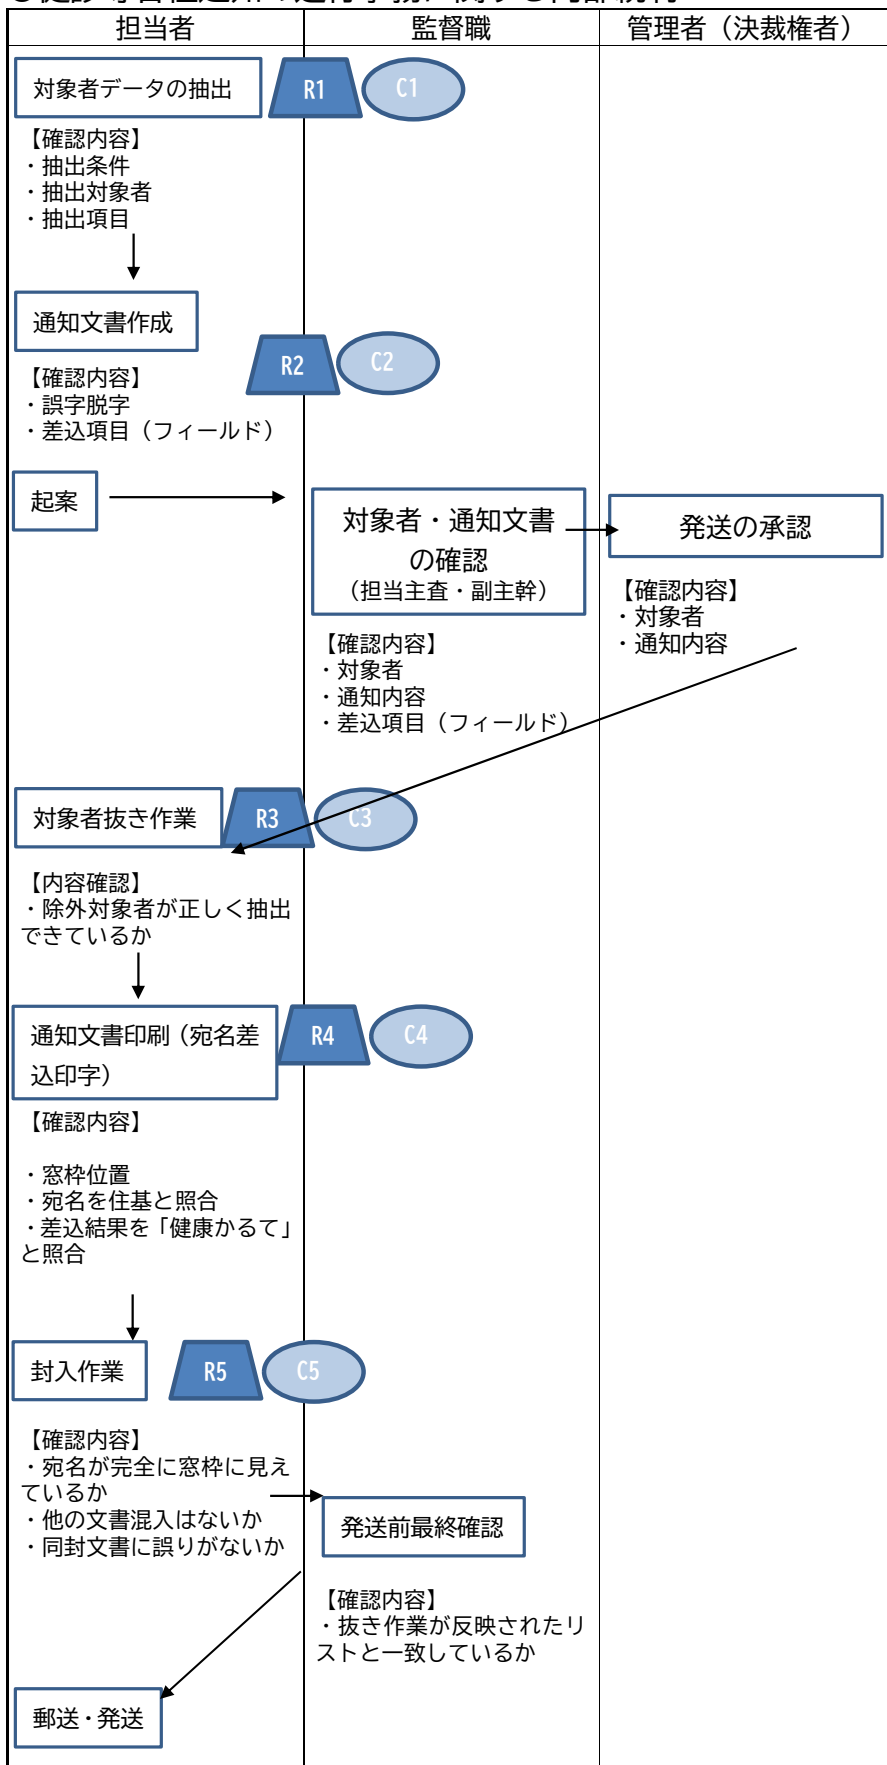 担当者
監督職
管理者（決裁権者）
対象者データの抽出
R1
C1
【確認内容】
・抽出条件
・抽出対象者
・抽出項目
通知文書作成
R2
C2
【確認内容】
・誤字脱字
・差込項目（フィールド）
起案
対象者・通知文書
の確認
（担当主査・副主幹）
発送の承認
【確認内容】
・対象者
・通知内容
【確認内容】
・対象者
・通知内容
・差込項目（フィールド）
対象者抜き作業
R3
C3
【内容確認】
・除外対象者が正しく抽出
できているか
通知文書印刷（宛名差
込印字）
R4
C4
【確認内容】
・窓枠位置
・宛名を住基と照合
・差込結果を「健康かるて」
と照合
封入作業
R5
C5
【確認内容】
・宛名が完全に窓枠に見え
ているか
・他の文書混入はないか
・同封文書に誤りがないか
発送前最終確認
【確認内容】
・抜き作業が反映されたリ
ストと一致しているか
郵送・発送